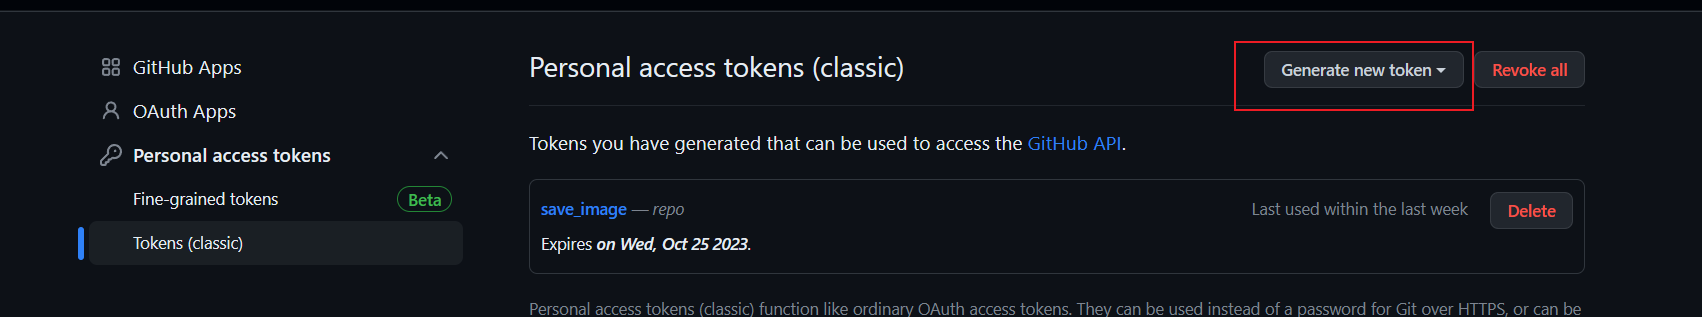 GitHub Apps
OAuth Apps
Personal access tokens
Fine-grained tokens Beta
Tokens (classic)
Personal access tokens (classic)
Generate new token
Revoke all
Tokens you have generated that can be used to access the GitHub API.
save_image — repo
Last used within the last week
Delete
Expires on Wed, Oct 25 2023.
Personal access tokens (classic) function like ordinary OAuth access tokens. They can be used instead of a password for Git over HTTPS, or can be